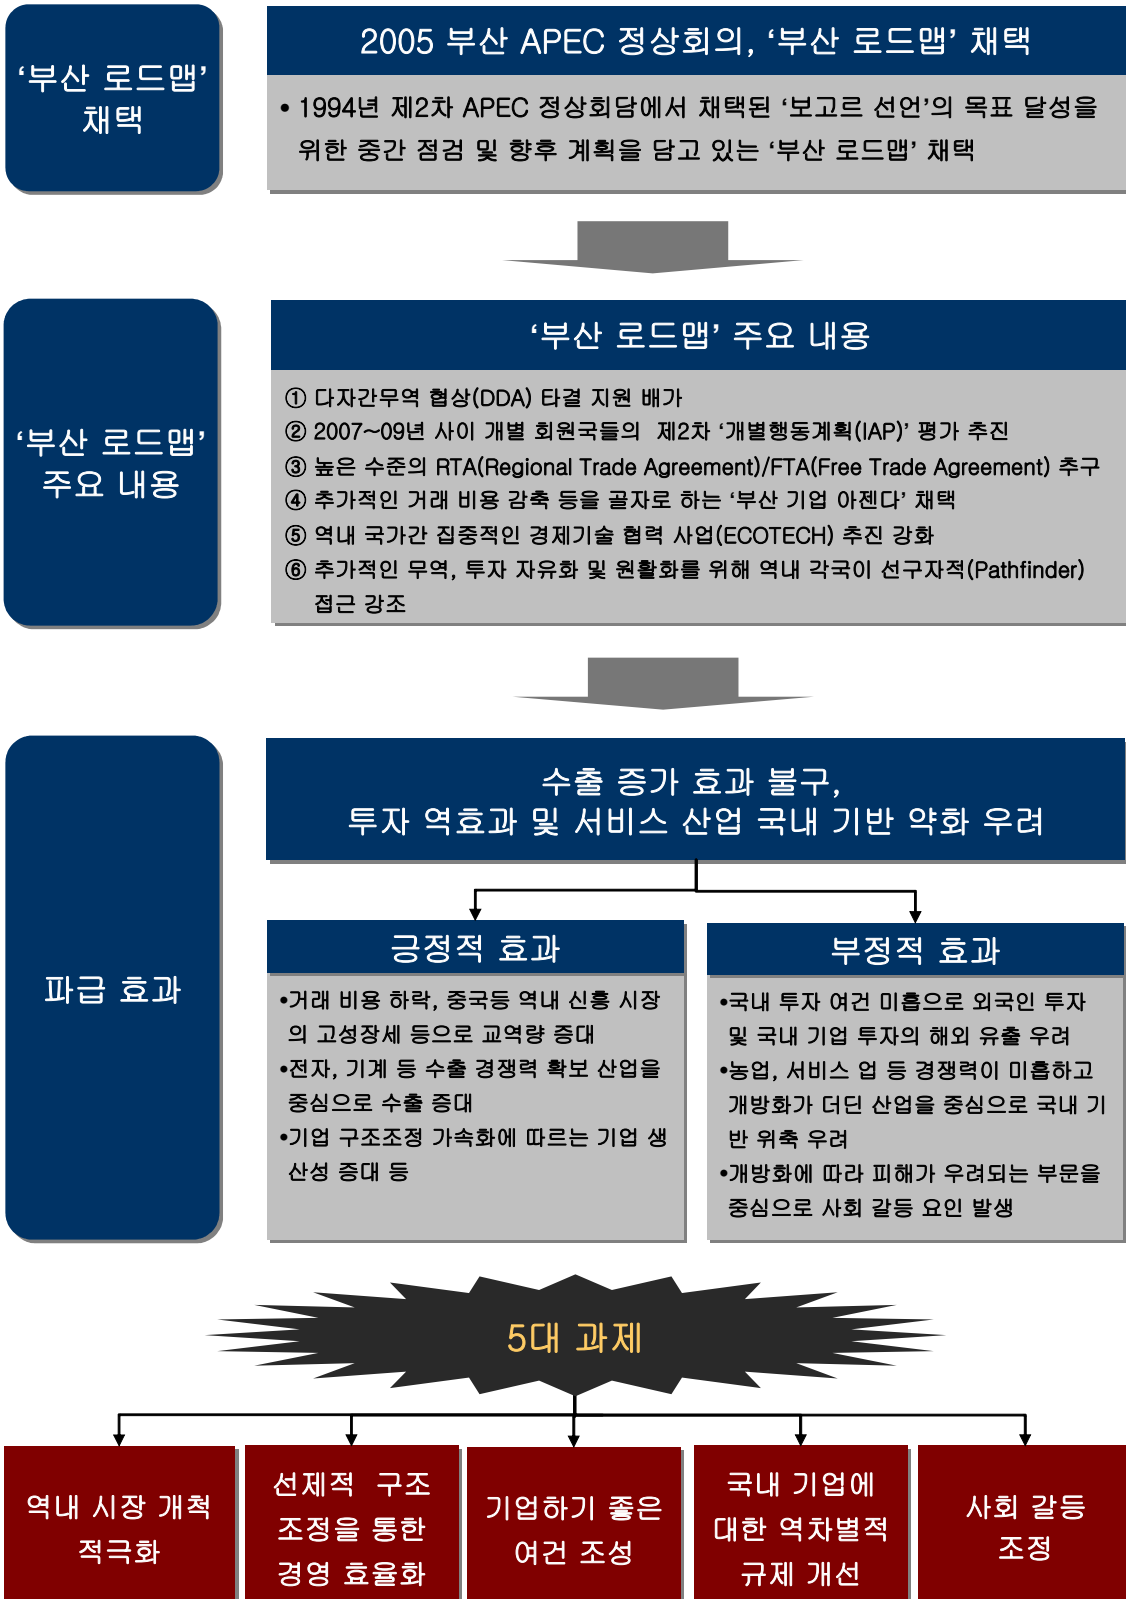 '부산 로드맵'
채택
2005 부산 APEC 정상회의, '부산 로드맵' 채택
• 1994년 제2차 APEC 정상회담에서 채택된 '보고르 선언'의 목표 달성을
위한 중간 점검 및 향후 계획을 담고 있는 '부산 로드맵' 채택
'부산 로드맵'
주요 내용
'부산 로드맵' 주요 내용
① 다자간무역 협상(DDA) 타결 지원 배가
② 2007~09년 사이 개별 회원국들의 제2차 '개별행동계획(IAP)' 평가 추진
③ 높은 수준의 RTA(Regional Trade Agreement)/FTA(Free Trade Agreement) 추구
④ 추가적인 거래 비용 감축 등을 골자로 하는 '부산 기업 아젠다' 채택
⑤ 역내 국가간 집중적인 경제기술 협력 사업(ECOTECH) 추진 강화
⑥ 추가적인 무역, 투자 자유화 및 원활화를 위해 역내 각국이 선구자적(Pathfinder)
접근 강조
파급 효과
수출 증가 효과 불구,
투자 역효과 및 서비스 산업 국내 기반 약화 우려
긍정적 효과
•거래 비용 하락, 중국등 역내 신흥 시장
의 고성장세 등으로 교역량 증대
•전자, 기계 등 수출 경쟁력 확보 산업을
중심으로 수출 증대
•기업 구조조정 가속화에 따르는 기업 생
산성 증대 등
부정적 효과
•국내 투자 여건 미흡으로 외국인 투자
및 국내 기업 투자의 해외 유출 우려
•농업, 서비스 업 등 경쟁력이 미흡하고
개방화가 더딘 산업을 중심으로 국내 기
반 위축 우려
•개방화에 따라 피해가 우려되는 부문을
중심으로 사회 갈등 요인 발생
5대 과제
역내 시장 개척
적극화
선제적 구조
조정을 통한
경영 효율화
기업하기 좋은
여건 조성
국내 기업에
대한 역차별적
규제 개선
사회 갈등
조정